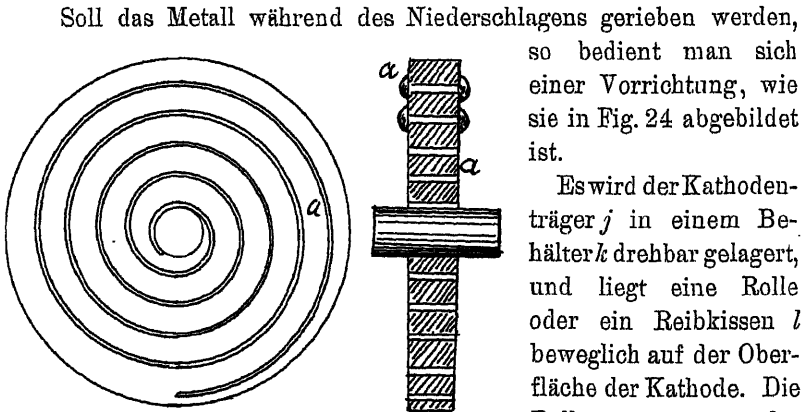 Soll das Metall während des Niederschlagens gerieben werden,
so bedient man sich
einer Vorrichtung, wie
sie in Fig. 24 abgebildet
ist.
Es wird der Kathoden-
träger j in einem Be-
hälter k drehbar gelagert,
und liegt eine Rolle
oder ein Reibkissen l
beweglich auf der Ober-
fläche der Kathode. Die
a
a
a